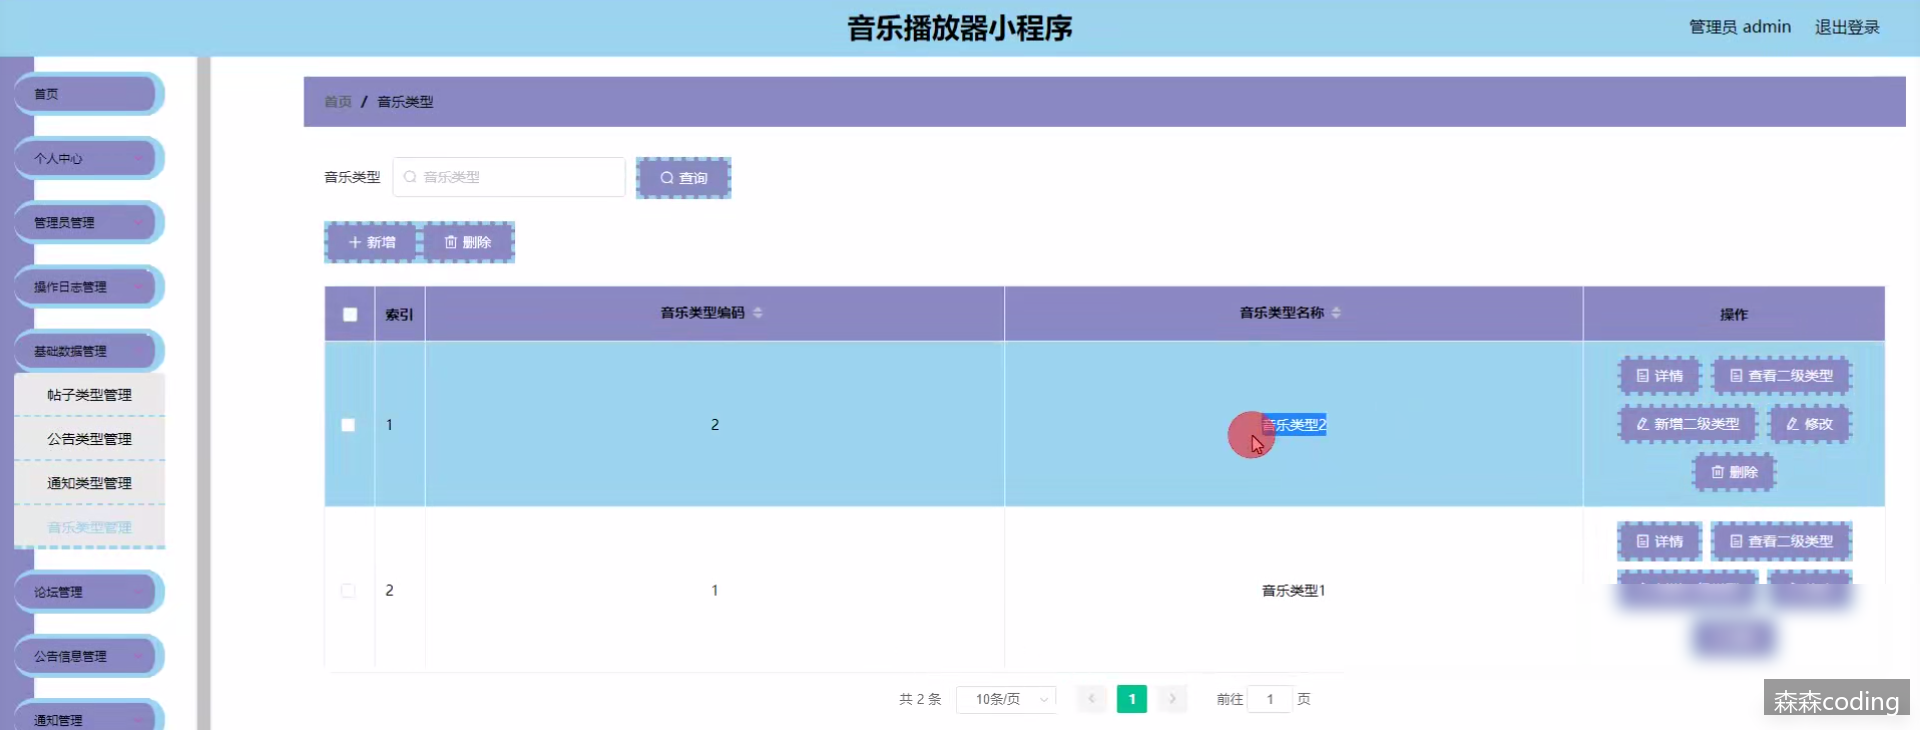 音乐播放器小程序
管理员 admin 退出登录
首页
个人中心
管理员管理
操作日志管理
基础数据管理
帖子类型管理
公告类型管理
通知类型管理
音乐类型管理
论坛管理
公告信息管理
通知管理
首页 / 音乐类型
音乐类型 音乐类型 查询
新增 删除
索引 音乐类型编码 音乐类型名称 操作
1 2 音乐类型2
详情 查看二级类型
新增二级类型 修改
删除
2 1 音乐类型1
详情 查看二级类型
共 2 条 10条/页 1 前往 1 页
森森coding